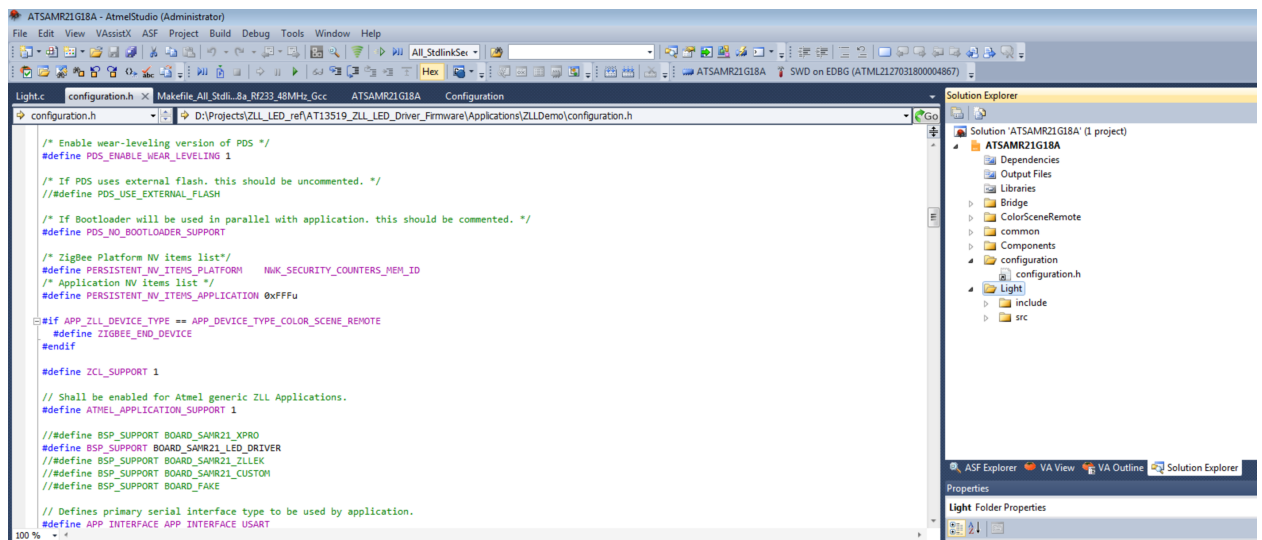 ATSAMR21G18A - AtmelStudio (Administrator)
File Edit View VAssistX ASF Project Build Debug Tools Window Help
All_StdlinkSec
Hex ATSAMR21G18A SWD on EDBG (ATML2127031800004867)
Light.c configuration.h Makefile_All_Stdli...8a_Rf233_48MHz_Gcc ATSAMR21G18A Configuration
configuration.h D:\Projects\ZLL_LED_ref\AT13519_ZLL_LED_Driver_Firmware\Applications\ZLLDemo\configuration.h Go
/* Enable wear-leveling version of PDS */
#define PDS_ENABLE_WEAR_LEVELING 1
/* If PDS uses external flash. this should be uncommented. */
//#define PDS_USE_EXTERNAL_FLASH
/* If Bootloader will be used in parallel with application. this should be commented. */
#define PDS_NO_BOOTLOADER_SUPPORT
/* ZigBee Platform NV items list*/
#define PERSISTENT_NV_ITEMS_PLATFORM NWK_SECURITY_COUNTERS_MEM_ID
/* Application NV items list */
#define PERSISTENT_NV_ITEMS_APPLICATION 0xFFFu
#if APP_ZLL_DEVICE_TYPE == APP_DEVICE_TYPE_COLOR_SCENE_REMOTE
#define ZIGBEE_END_DEVICE
#endif
#define ZCL_SUPPORT 1
// Shall be enabled for Atmel generic ZLL Applications.
#define ATMEL_APPLICATION_SUPPORT 1
//#define BSP_SUPPORT BOARD_SAMR21_XPRO
#define BSP_SUPPORT BOARD_SAMR21_LED_DRIVER
//#define BSP_SUPPORT BOARD_SAMR21_ZLLEK
//#define BSP_SUPPORT BOARD_SAMR21_CUSTOM
//#define BSP_SUPPORT BOARD_FAKE
// Defines primary serial interface type to be used by application.
#define APP_INTERFACE APP_INTERFACE_USART
100 %
Solution Explorer
Solution 'ATSAMR21G18A' (1 project)
ATSAMR21G18A
Dependencies
Output Files
Libraries
Bridge
ColorSceneRemote
common
Components
configuration
configuration.h
Light
include
src
ASF Explorer VA View VA Outline Solution Explorer
Properties
Light Folder Properties